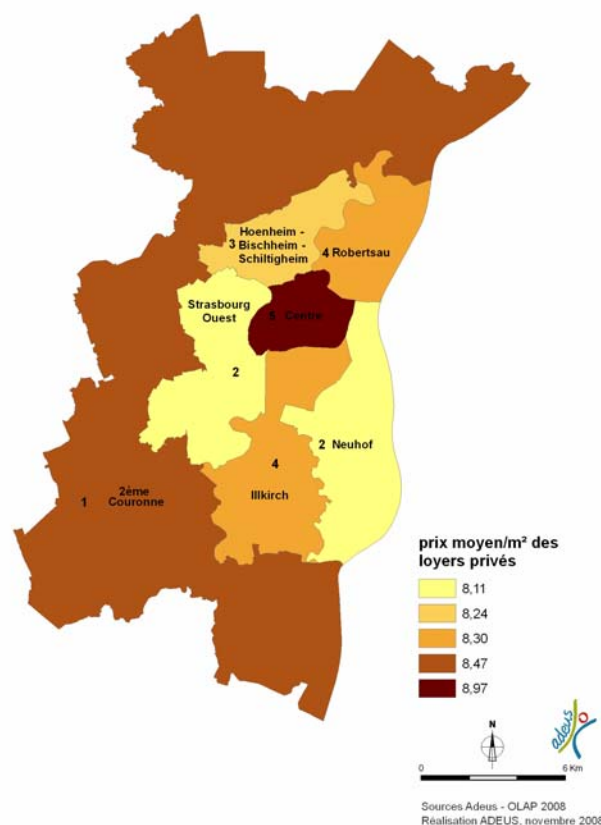 Hoenheim -
3 Bischheim -
Schiltigheim
4 Robertsau
Strasbourg
Ouest
5 Centre
2
2 Neuhof
4
Illkirch
1 2ème
Couronne
prix moyen/m² des
loyers privés
8,11
8,24
8,30
8,47
8,97
N
adeus
0 6 Km
Sources Adeus - OLAP 2008
Réalisation ADEUS, novembre 2008